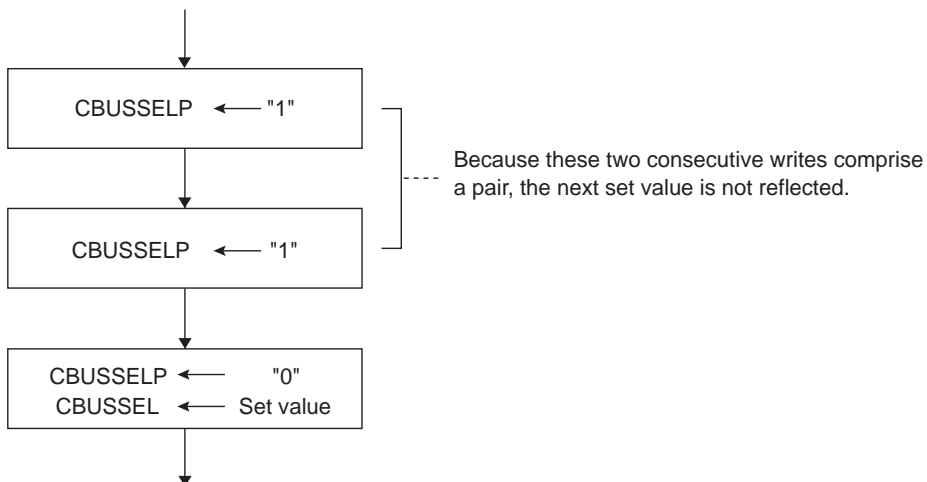 CBUSSELP ← "1"
Because these two consecutive writes comprise
a pair, the next set value is not reflected.
CBUSSELP ← "1"
CBUSSELP ← "0"
CBUSSEL ← Set value